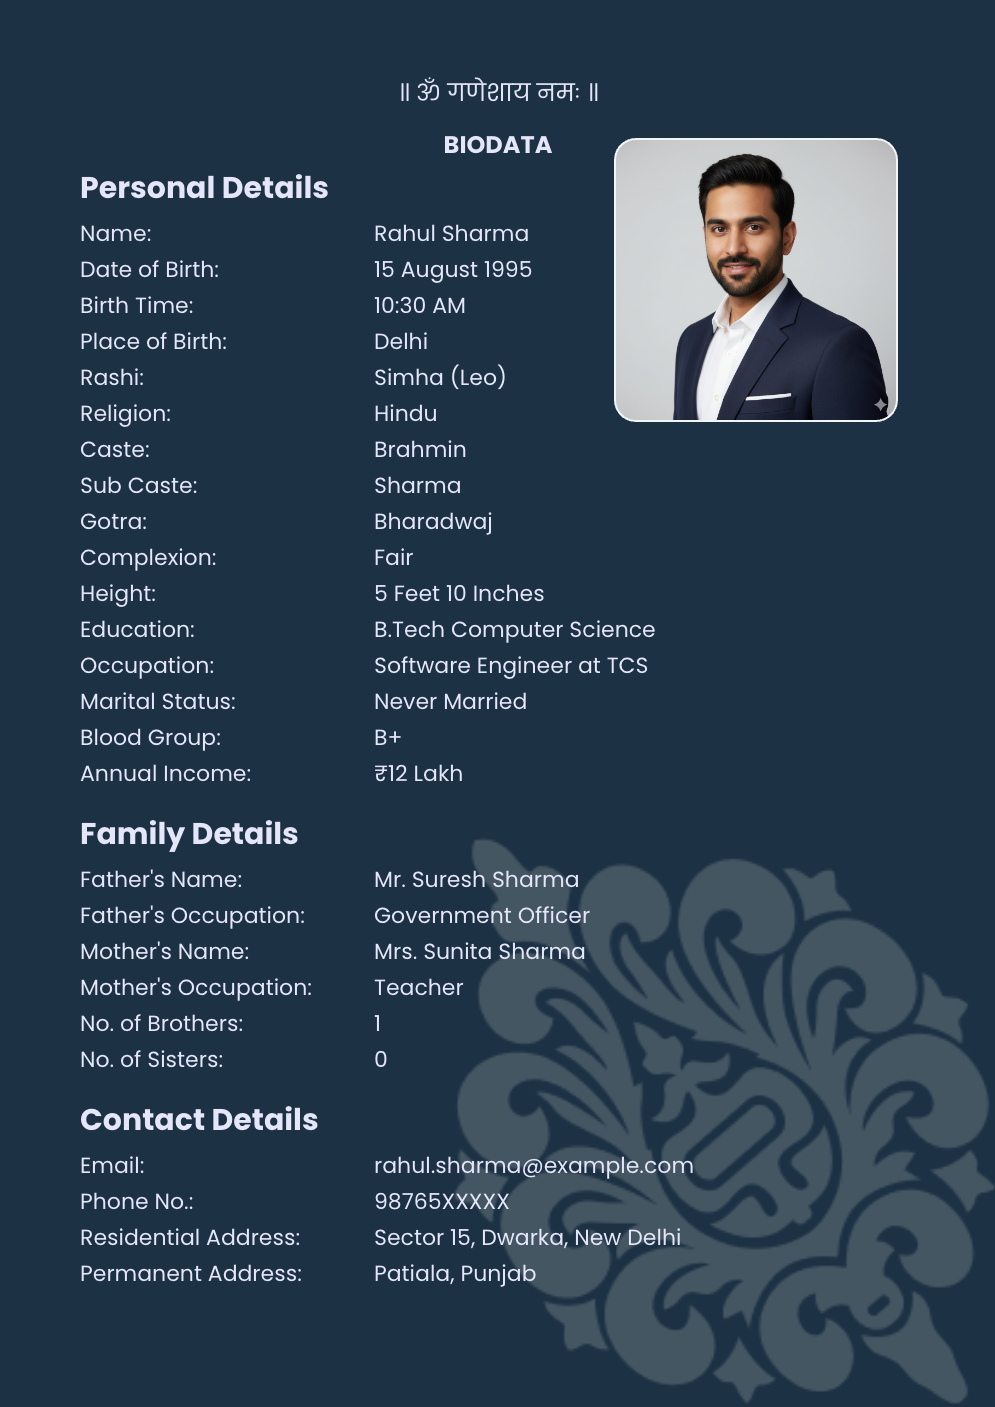 ॥ ॐ गणेशाय नमः ॥
BIODATA
Personal Details
Name: Rahul Sharma
Date of Birth: 15 August 1995
Birth Time: 10:30 AM
Place of Birth: Delhi
Rashi: Simha (Leo)
Religion: Hindu
Caste: Brahmin
Sub Caste: Sharma
Gotra: Bharadwaj
Complexion: Fair
Height: 5 Feet 10 Inches
Education: B.Tech Computer Science
Occupation: Software Engineer at TCS
Marital Status: Never Married
Blood Group: B+
Annual Income: ₹12 Lakh
Family Details
Father's Name: Mr. Suresh Sharma
Father's Occupation: Government Officer
Mother's Name: Mrs. Sunita Sharma
Mother's Occupation: Teacher
No. of Brothers: 1
No. of Sisters: 0
Contact Details
Email: rahul.sharma@example.com
Phone No.: 98765XXXXX
Residential Address: Sector 15, Dwarka, New Delhi
Permanent Address: Patiala, Punjab